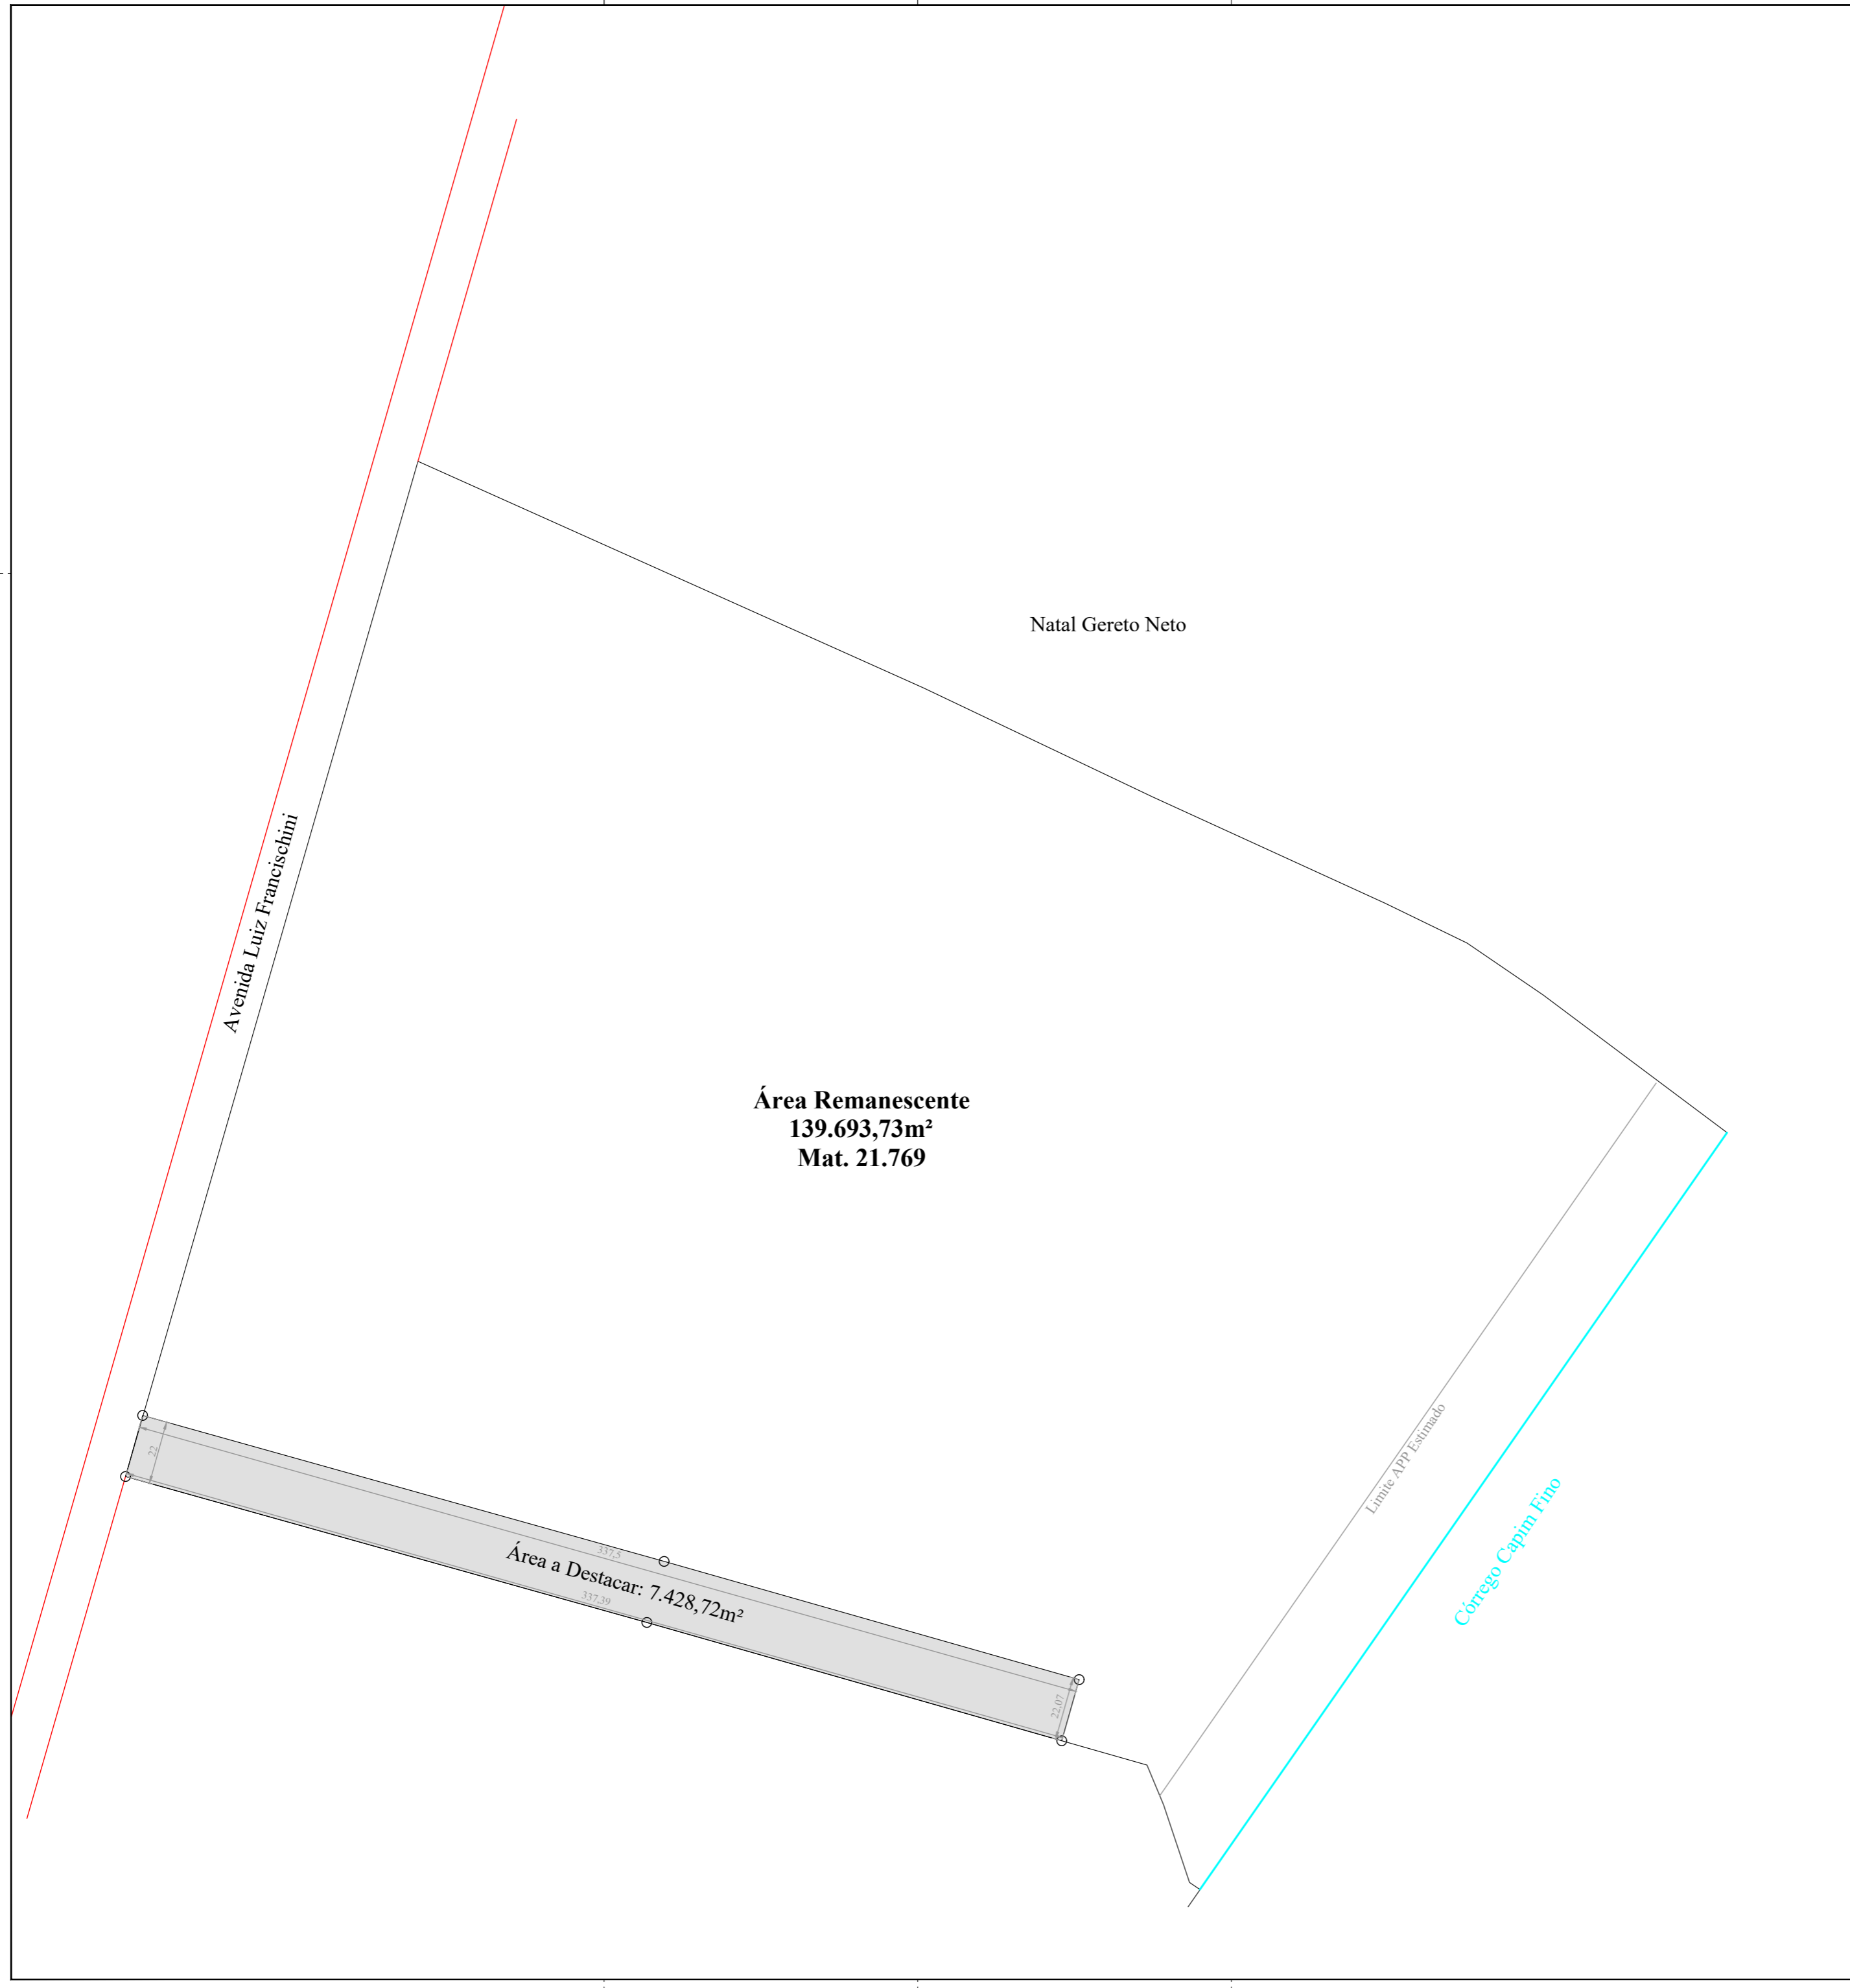 Natal Gereto Neto
Avenida Luiz Francischini
Área Remanescente
139.693,73m²
Mat. 21.769
Limite APP Estimado
Córrego Capim Fino
22
337,5
Área a Destacar: 7.428,72m²
337,39
22,07